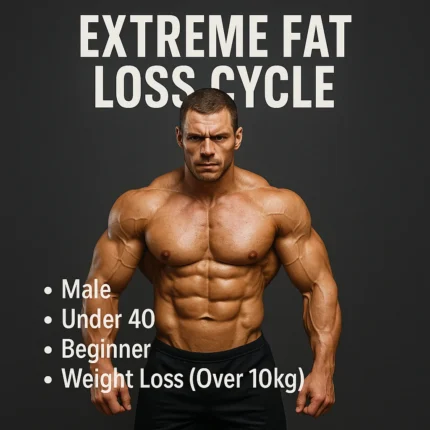 EXTREME FAT
LOSS CYCLE
• Male
• Under 40
• Beginner
• Weight Loss (Over 10kg)